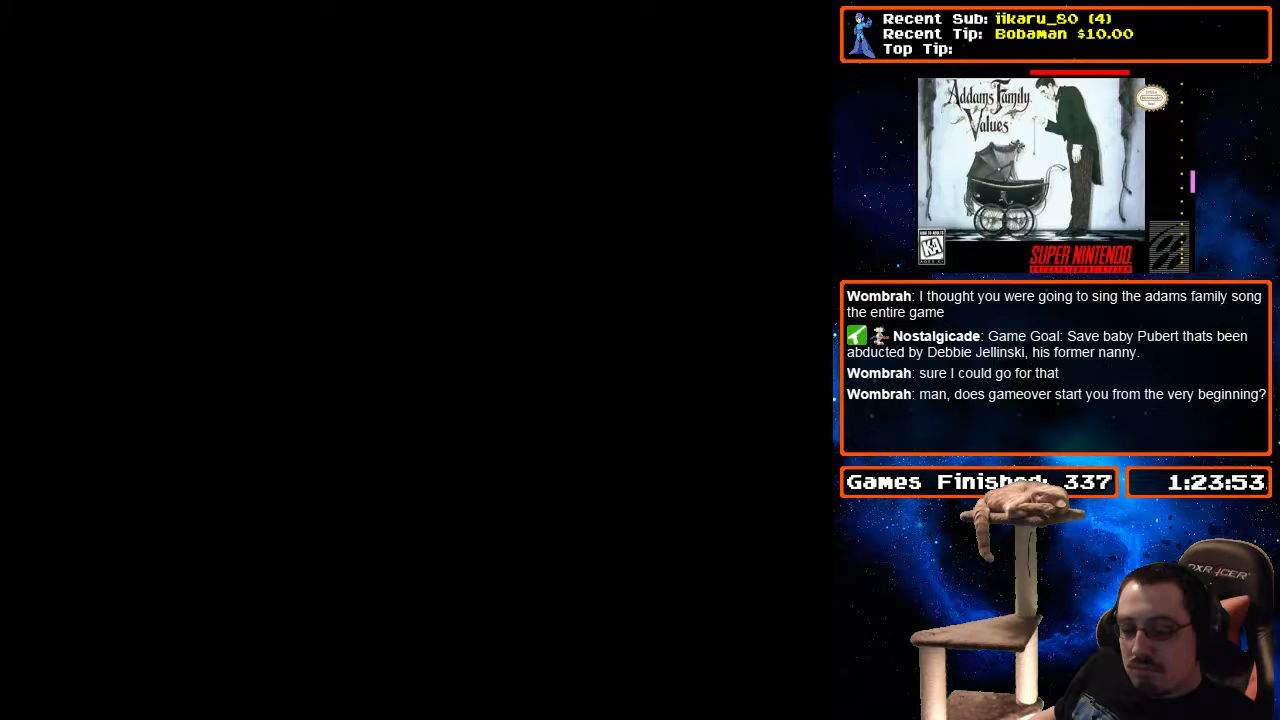 Recent Sub: iikaru_80 (4)
Recent Tip: Bobaman $10.00
Top Tip:
Addams Family
Values
KA
SUPER NINTENDO
ENTERTAINMENT SYSTEM
Wombrah: I thought you were going to sing the adams family song
the entire game
Nostalgicade: Game Goal: Save baby Pubert thats been
abducted by Debbie Jellinski, his former nanny.
Wombrah: sure I could go for that
Wombrah: man, does gameover start you from the very beginning?
Games Finished: 337
1:23:53
DXRACER